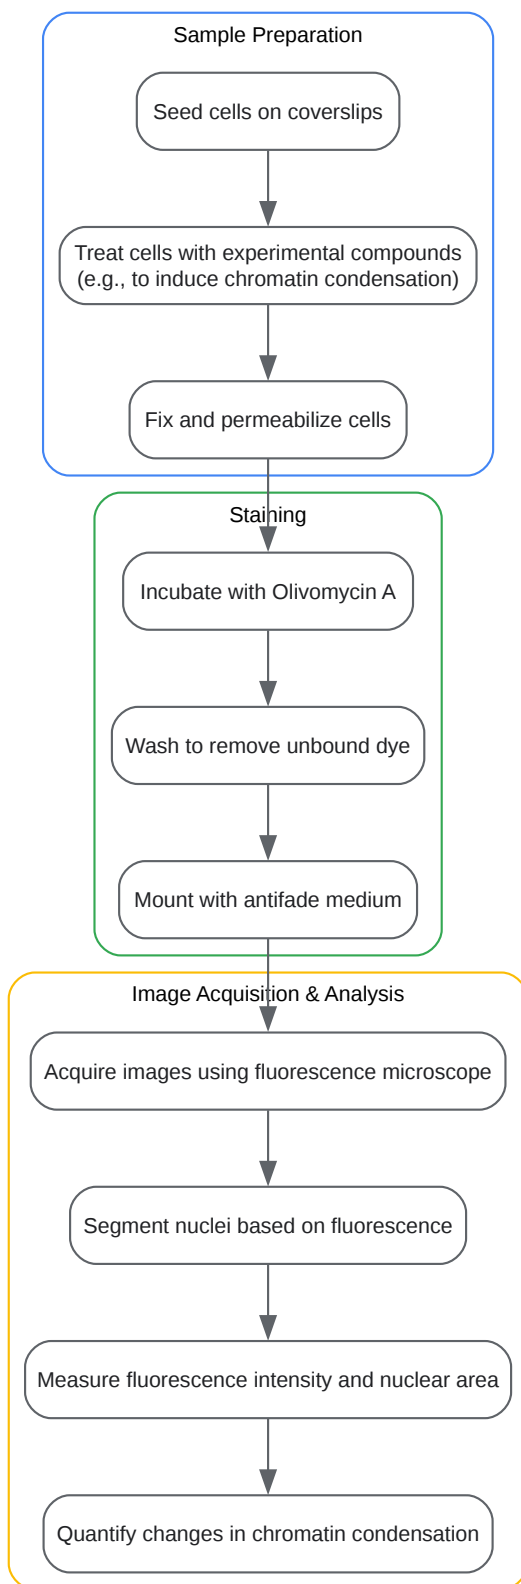 Sample Preparation
Seed cells on coverslips
Treat cells with experimental compounds
(e.g., to induce chromatin condensation)
Fix and permeabilize cells
Staining
Incubate with Olivomycin A
Wash to remove unbound dye
Mount with antifade medium
Image Acquisition & Analysis
Acquire images using fluorescence microscope
Segment nuclei based on fluorescence
Measure fluorescence intensity and nuclear area
Quantify changes in chromatin condensation